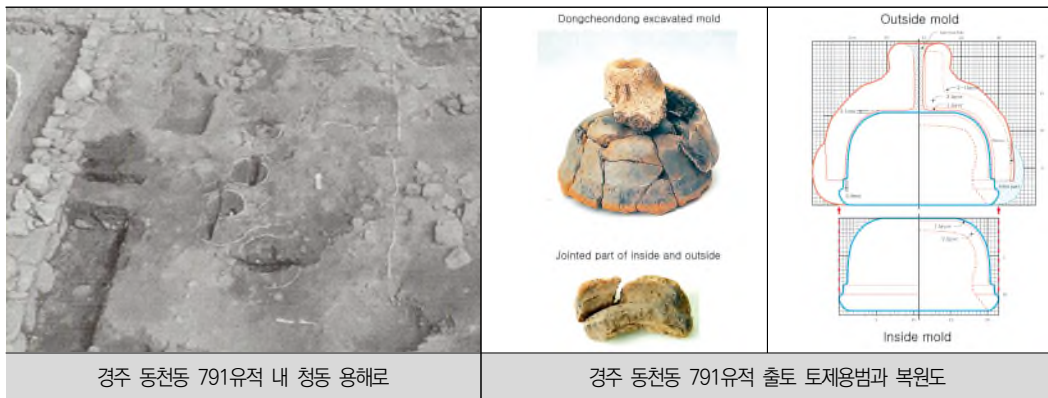 Dongcheondong excavated mold
Jointed part of inside and outside
Outside mold
Inside mold
경주 동천동 791유적 내 청동 용해로
경주 동천동 791유적 출토 토제용범과 복원도